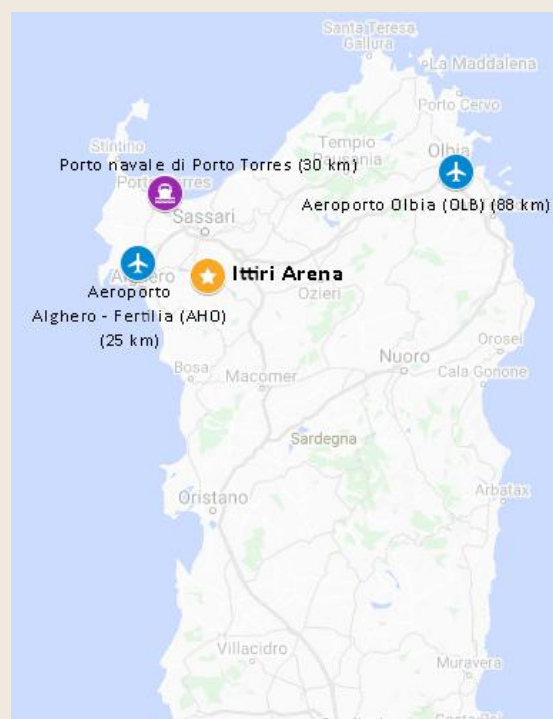 Santa Teresa
Gallura
La Maddalena
Porto Cervo
Stintino
Tempio
Pausania
Olbia
Porto navale di Porto Torres (30 km)
Sassari
Aeroporto Olbia (OLB) (88 km)
Alghero
Ittiri Arena
Aeroporto
Ozieri
Alghero - Fertilia (AHO)
(25 km)
Orosei
Nuoro
Bosa
Macomer
Cala Gonone
Sardegna
Arbatax
Oristano
Villacidro
Muravera